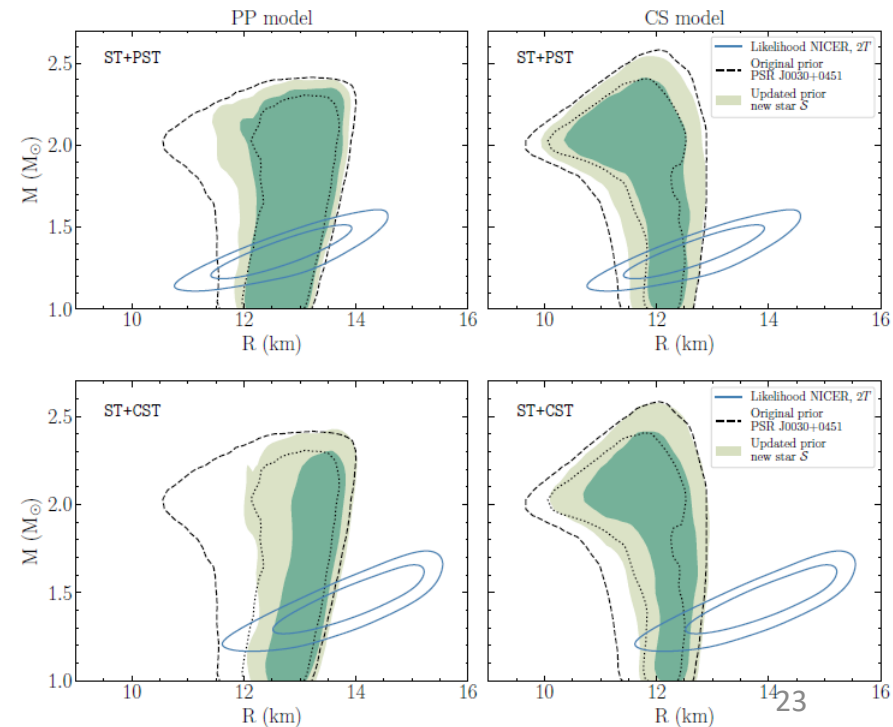 PP model
CS model
ST+PST
ST+PST
Likelihood NICER, 2T
Original prior
PSR J0030+0451
Updated prior
new star S
M (M⊙)
2.5
2.0
1.5
1.0
10 12 14 16
R (km)
10 12 14 16
R (km)
ST+CST
ST+CST
Likelihood NICER, 2T
Original prior
PSR J0030+0451
Updated prior
new star S
M (M⊙)
2.5
2.0
1.5
1.0
10 12 14 16
R (km)
10 12 14 16
R (km)
23